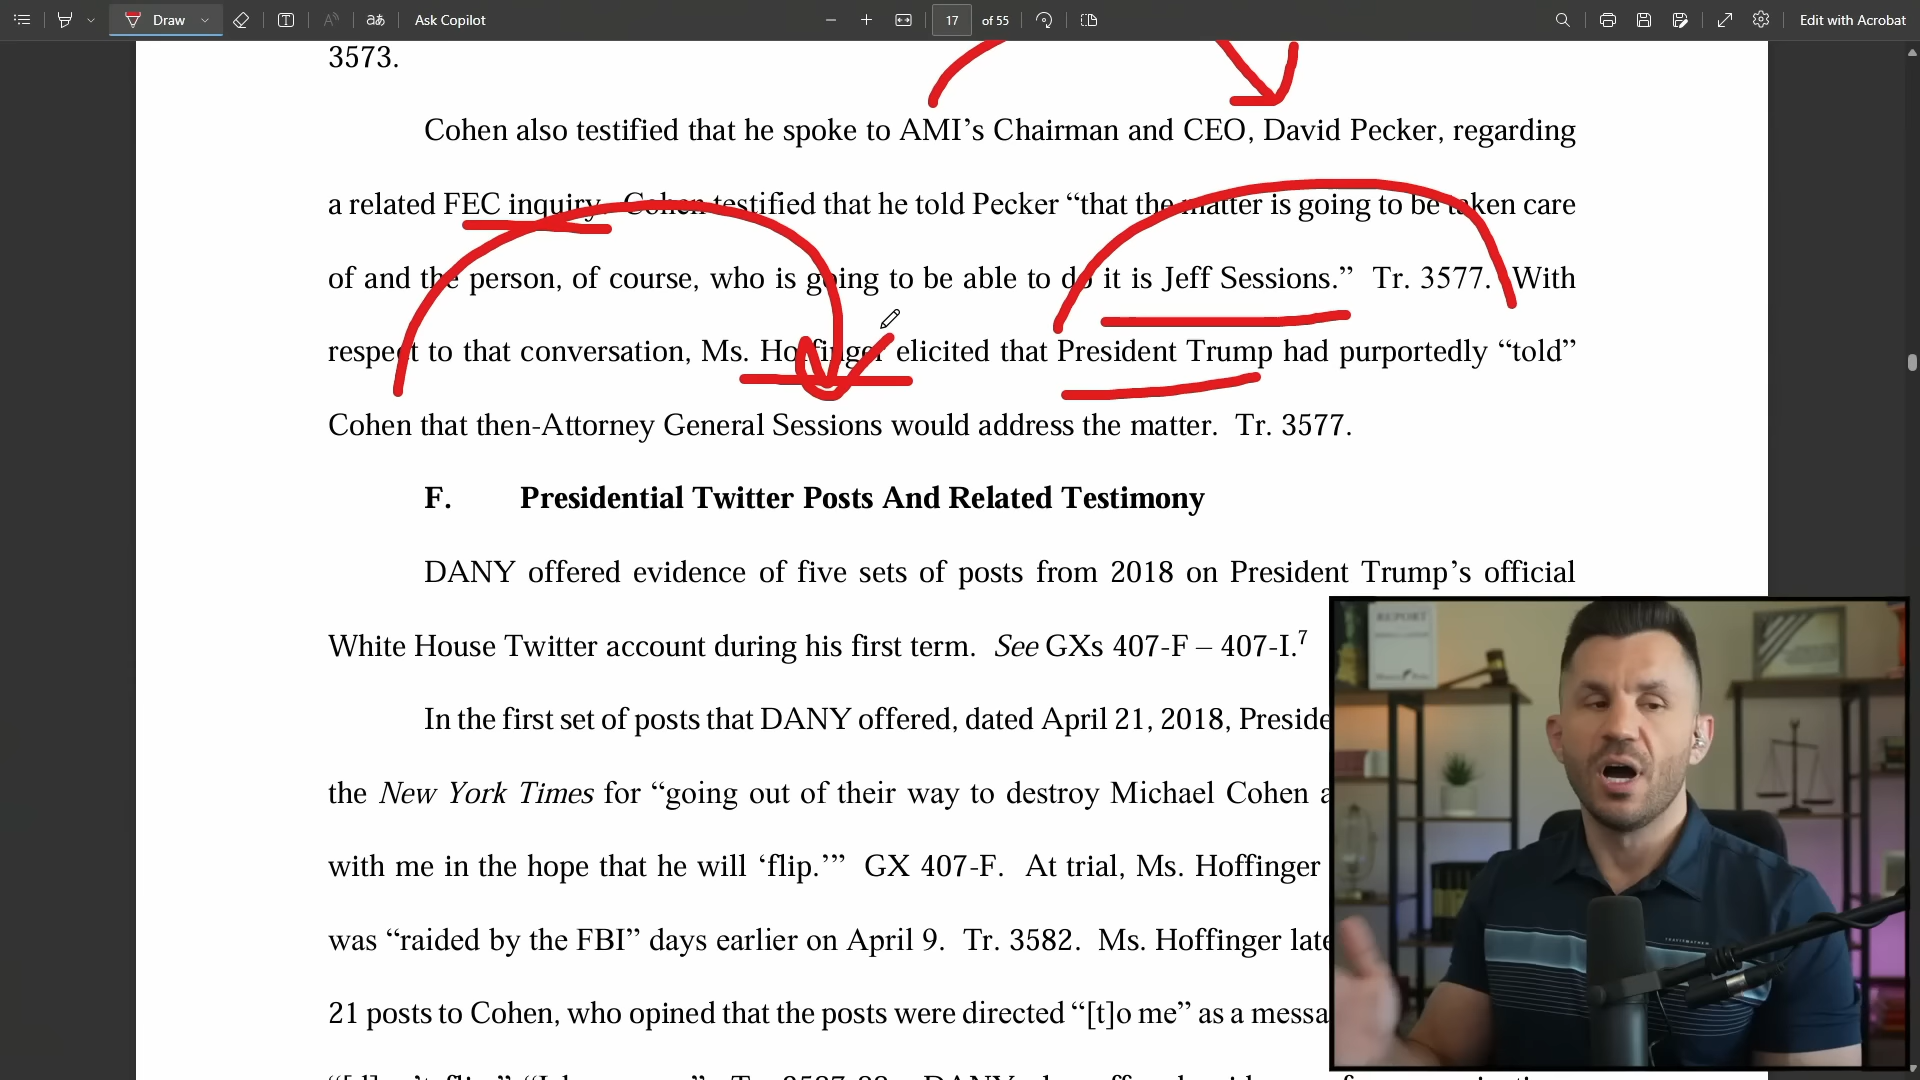 Draw
aあ
Ask Copilot
17
of 55
Edit with Acrobat
3573.
Cohen also testified that he spoke to AMI’s Chairman and CEO, David Pecker, regarding
a related FEC inquiry. Cohen testified that he told Pecker “that the matter is going to be taken care
of and the person, of course, who is going to be able to do it is Jeff Sessions.” Tr. 3577. With
respect to that conversation, Ms. Hoffinger elicited that President Trump had purportedly “told”
Cohen that then-Attorney General Sessions would address the matter. Tr. 3577.
F. Presidential Twitter Posts And Related Testimony
DANY offered evidence of five sets of posts from 2018 on President Trump’s official
White House Twitter account during his first term. See GXs 407-F – 407-I.7
In the first set of posts that DANY offered, dated April 21, 2018, Preside
the New York Times for “going out of their way to destroy Michael Cohen a
with me in the hope that he will ‘flip.’” GX 407-F. At trial, Ms. Hoffinger
was “raided by the FBI” days earlier on April 9. Tr. 3582. Ms. Hoffinger late
21 posts to Cohen, who opined that the posts were directed “[t]o me” as a messa
REPORT